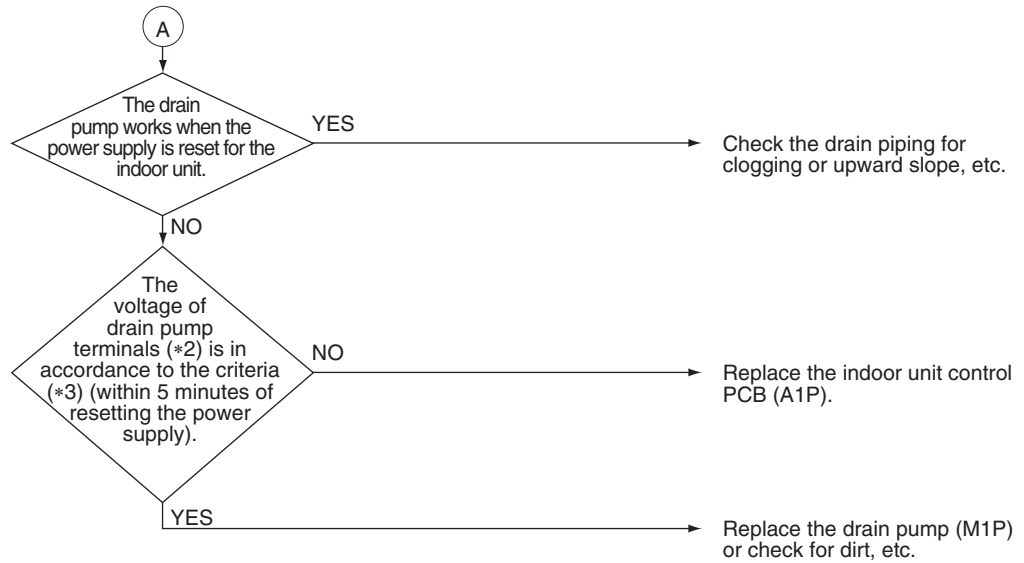 A
The drain
pump works when the
power supply is reset for the
indoor unit.
YES
Check the drain piping for
clogging or upward slope, etc.
NO
The
voltage of
drain pump
terminals (*2) is in
accordance to the criteria
(*3) (within 5 minutes of
resetting the power
supply).
NO
Replace the indoor unit control
PCB (A1P).
YES
Replace the drain pump (M1P)
or check for dirt, etc.